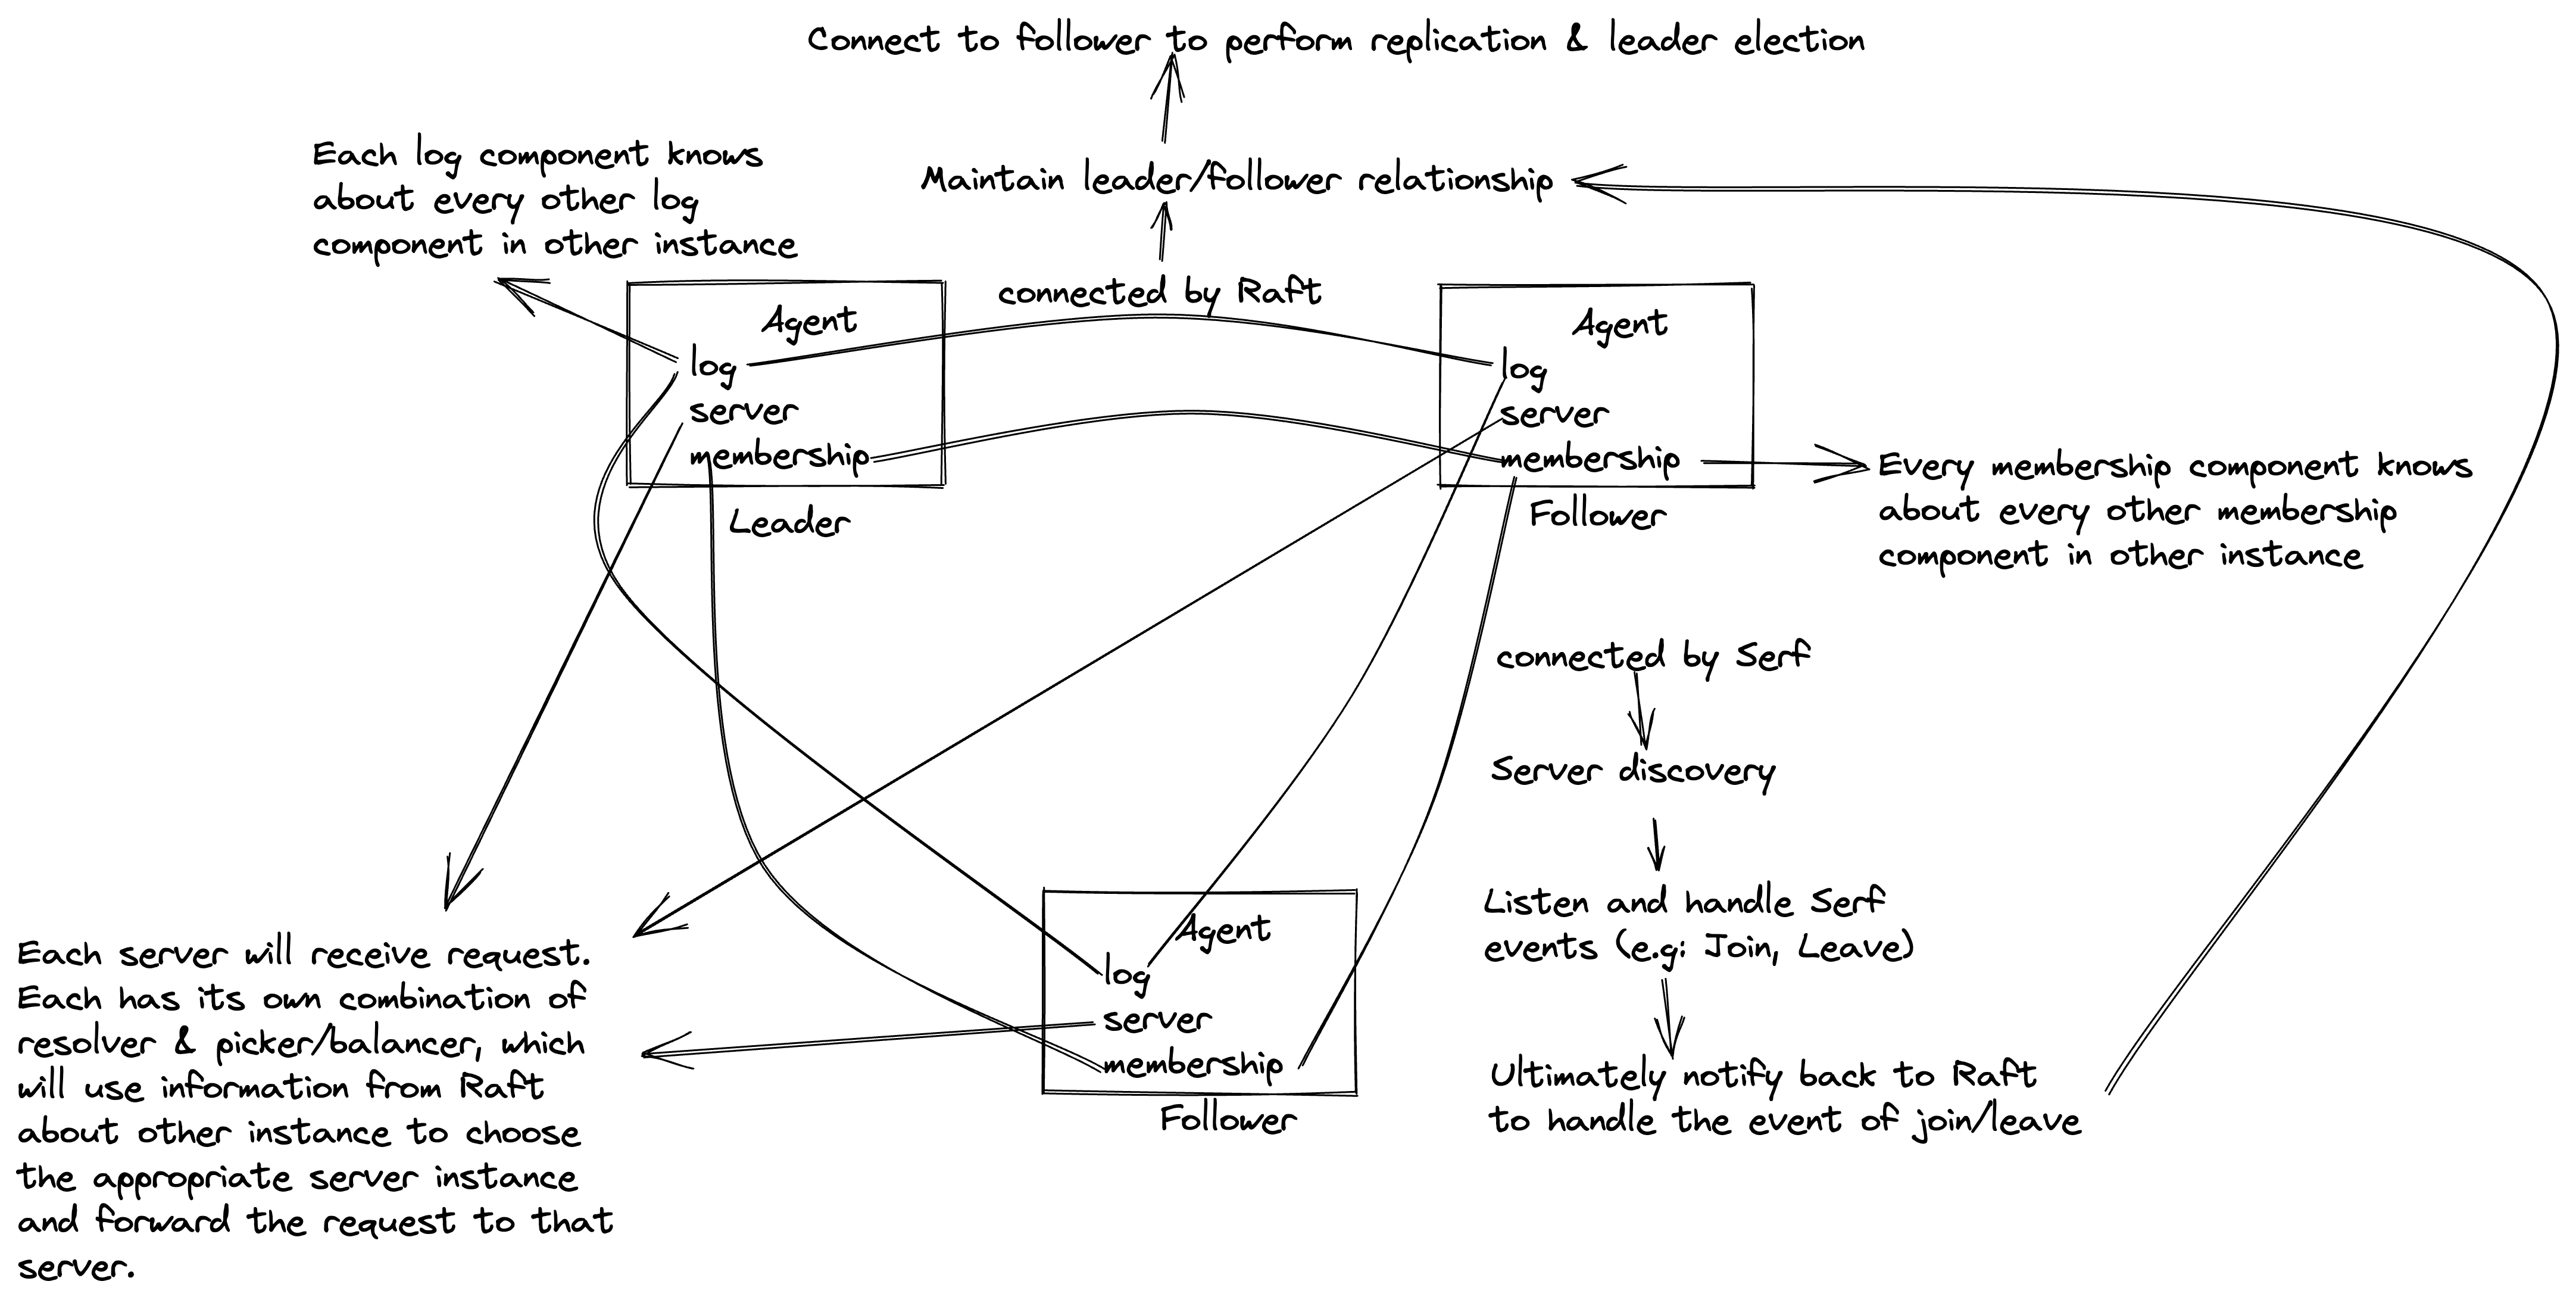 Connect to follower to perform replication & leader election
Each log component knows
about every other log
component in other instance
Maintain leader/follower relationship
connected by Raft
Agent
log
server
membership
Leader
Agent
log
server
membership
Follower
Every membership component knows
about every other membership
component in other instance
connected by Serf
Server discovery
Listen and handle Serf
events (e.g: Join, Leave)
Ultimately notify back to Raft
to handle the event of join/leave
Agent
log
server
membership
Follower
Each server will receive request.
Each has its own combination of
resolver & picker/balancer, which
will use information from Raft
about other instance to choose
the appropriate server instance
and forward the request to that
server.